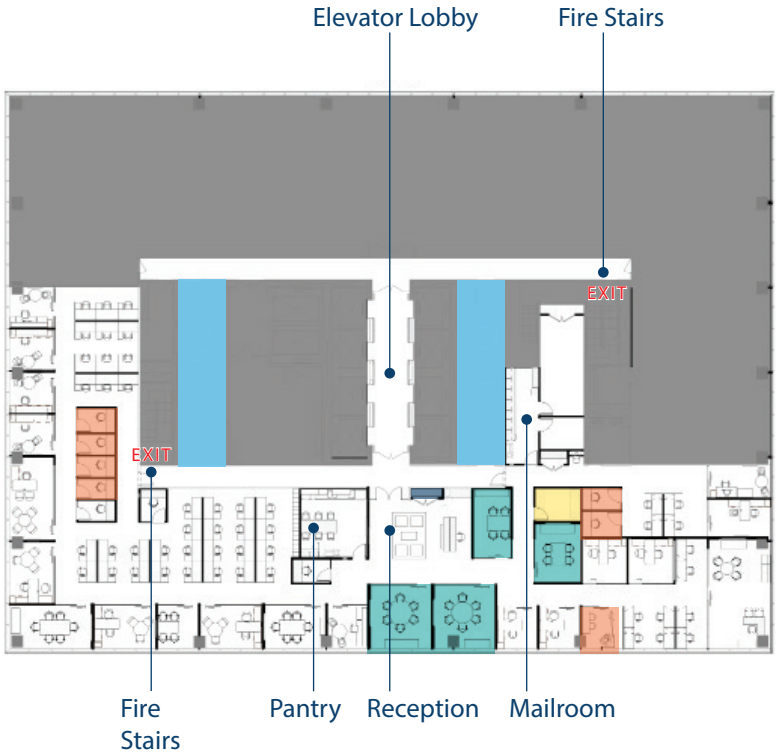 Elevator Lobby
Fire Stairs
EXIT
EXIT
Fire
Stairs
Pantry
Reception
Mailroom